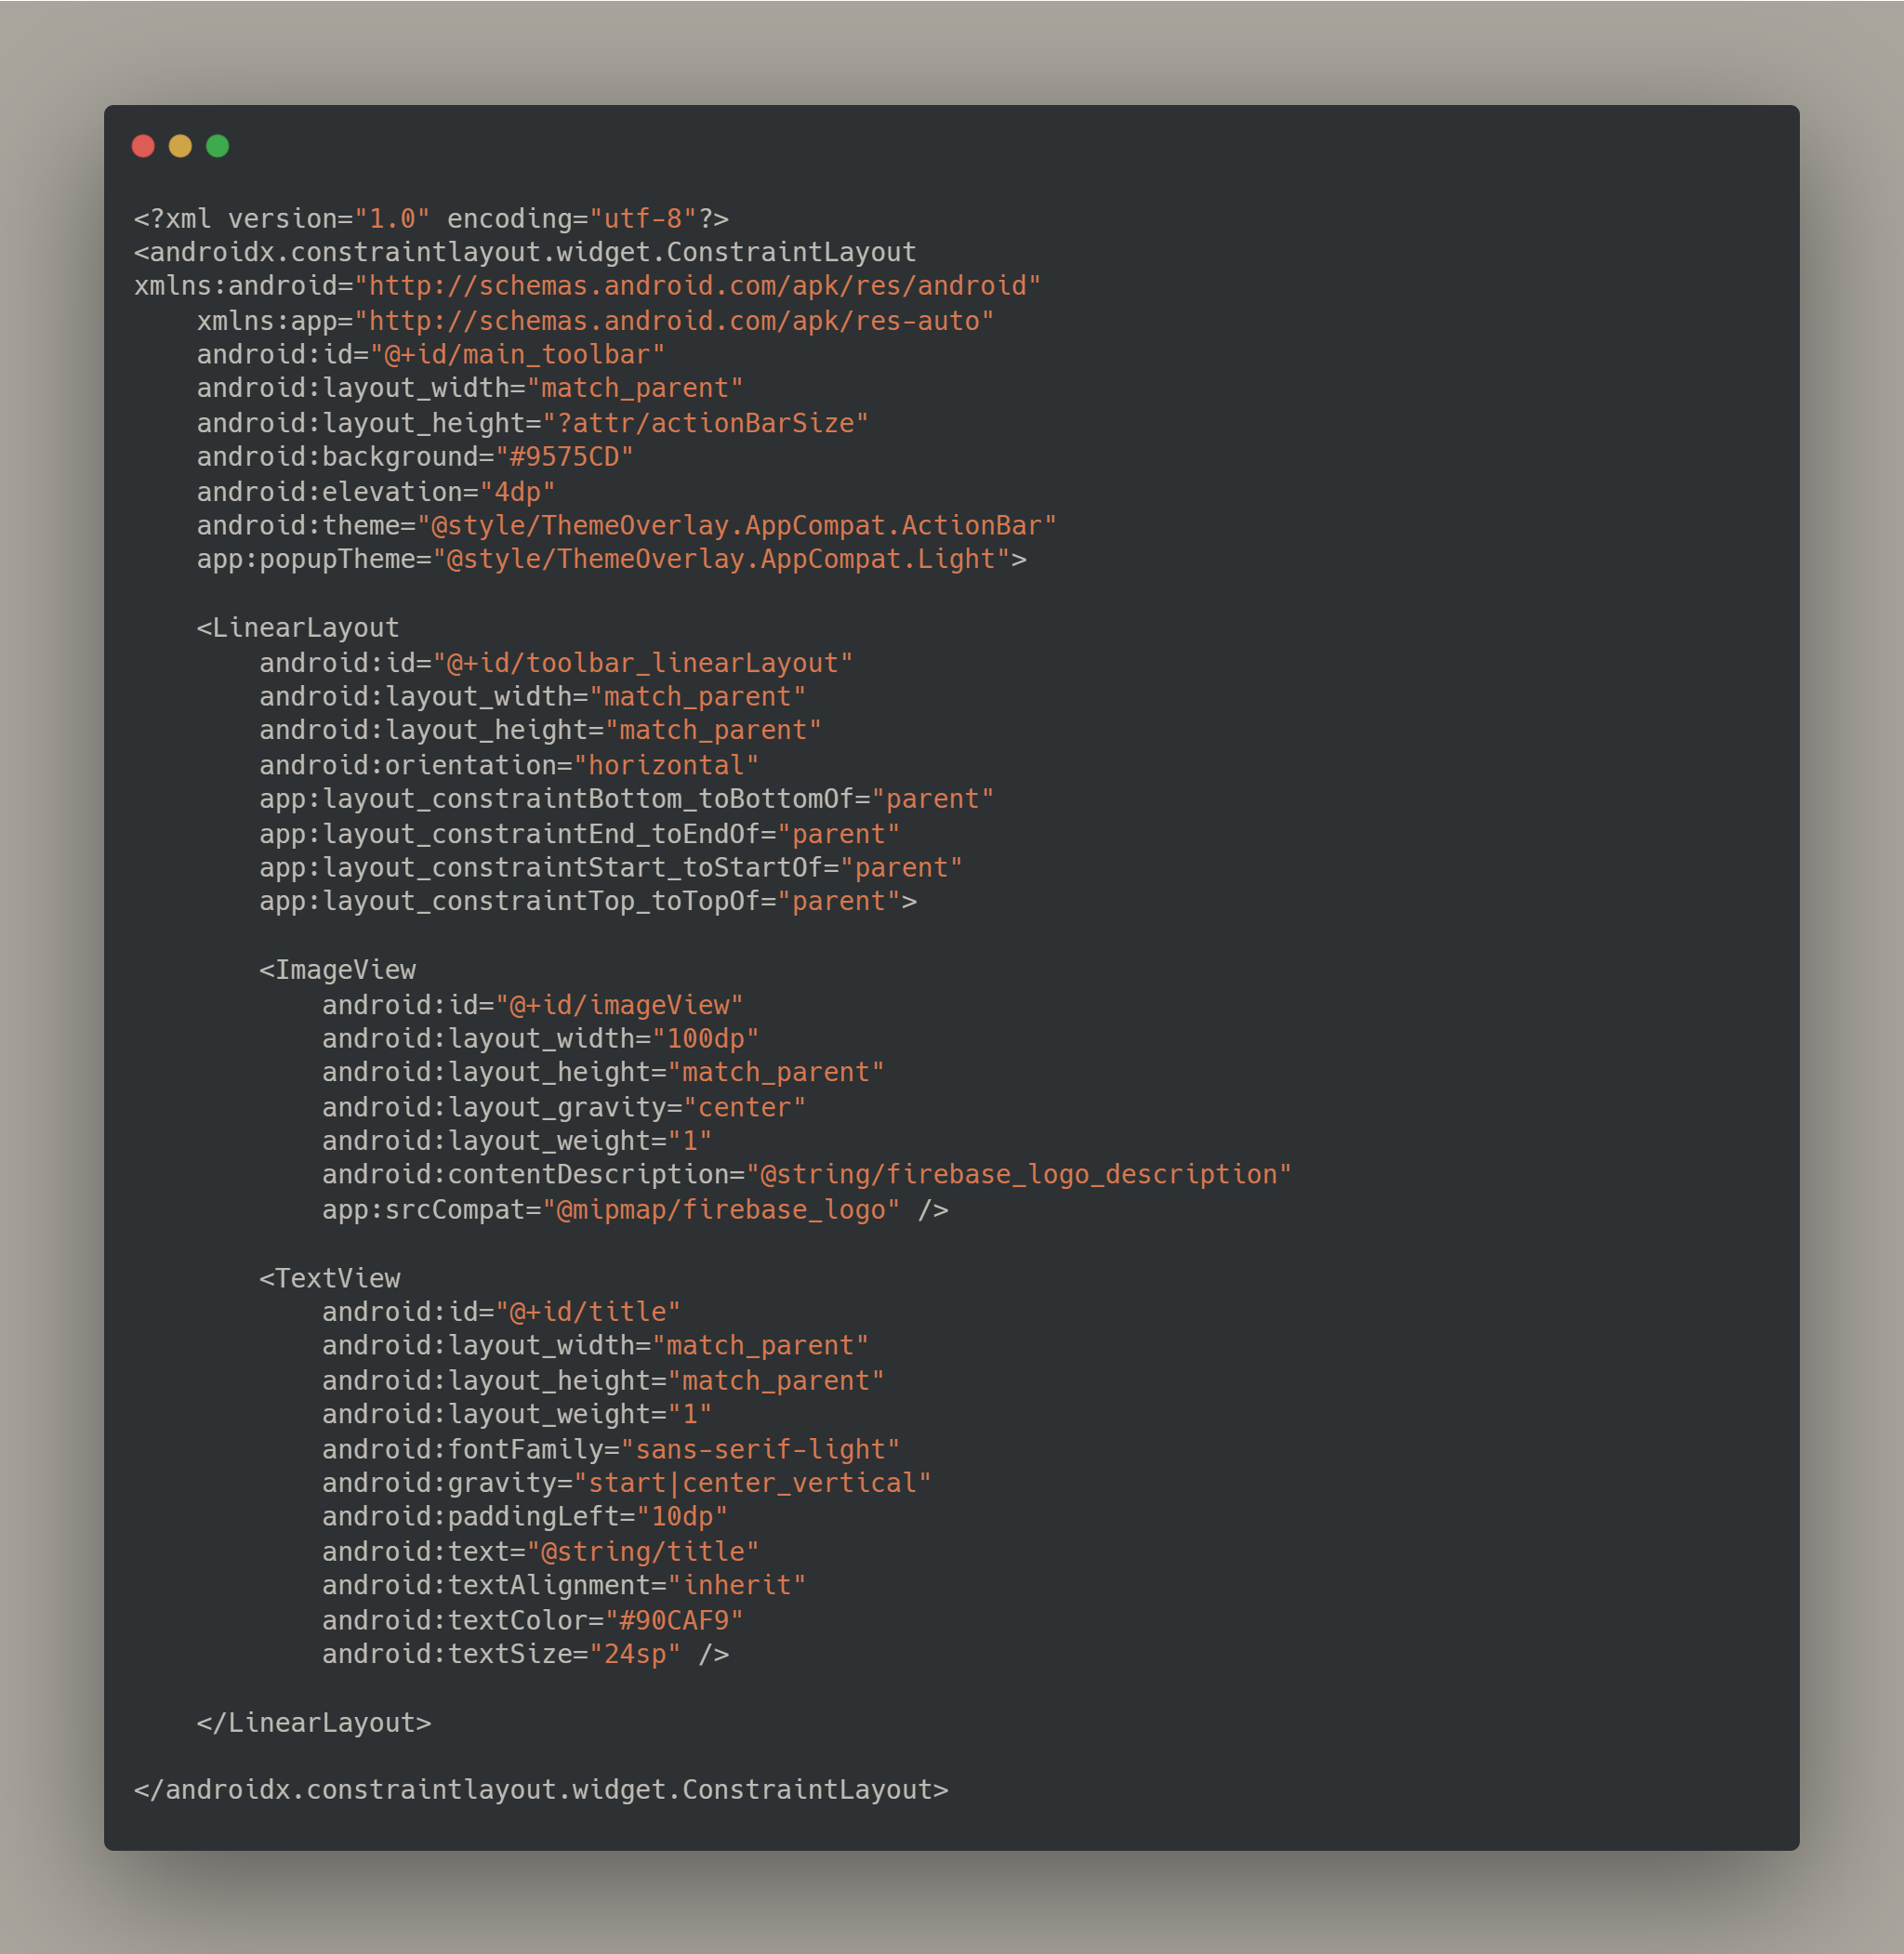 <?xml version="1.0" encoding="utf-8"?>
<androidx.constraintlayout.widget.ConstraintLayout
xmlns:android="http://schemas.android.com/apk/res/android"
    xmlns:app="http://schemas.android.com/apk/res-auto"
    android:id="@+id/main_toolbar"
    android:layout_width="match_parent"
    android:layout_height="?attr/actionBarSize"
    android:background="#9575CD"
    android:elevation="4dp"
    android:theme="@style/ThemeOverlay.AppCompat.ActionBar"
    app:popupTheme="@style/ThemeOverlay.AppCompat.Light">

    <LinearLayout
        android:id="@+id/toolbar_linearLayout"
        android:layout_width="match_parent"
        android:layout_height="match_parent"
        android:orientation="horizontal"
        app:layout_constraintBottom_toBottomOf="parent"
        app:layout_constraintEnd_toEndOf="parent"
        app:layout_constraintStart_toStartOf="parent"
        app:layout_constraintTop_toTopOf="parent">

        <ImageView
            android:id="@+id/imageView"
            android:layout_width="100dp"
            android:layout_height="match_parent"
            android:layout_gravity="center"
            android:layout_weight="1"
            android:contentDescription="@string/firebase_logo_description"
            app:srcCompat="@mipmap/firebase_logo" />

        <TextView
            android:id="@+id/title"
            android:layout_width="match_parent"
            android:layout_height="match_parent"
            android:layout_weight="1"
            android:fontFamily="sans-serif-light"
            android:gravity="start|center_vertical"
            android:paddingLeft="10dp"
            android:text="@string/title"
            android:textAlignment="inherit"
            android:textColor="#90CAF9"
            android:textSize="24sp" />

    </LinearLayout>

</androidx.constraintlayout.widget.ConstraintLayout>